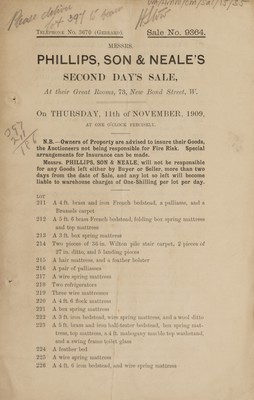 Please
lot 397 to
TELEPHONE No. 2678 (GERRARD). Sale No. 9364.
MESSRS.
PHILLIPS, SON & NEALE'S
SECOND DAY'S SALE,
At their Great Rooms, 73, New Bond Street, W.
On THURSDAY, 11th of NOVEMBER, 1909,
AT ONE O'CLOCK PRECISELY.
N.B.—Owners of Property are advised to insure their Goods,
the Auctioneers not being responsible for Fire Risk. Special
arrangements for Insurance can be made.
Messrs. PHILLIPS, SON & NEALE, will not be responsible
for any Goods left either by Buyer or Seller, more than two
days from the date of Sale, and any lot so left will become
liable to warehouse charges of One-Shilling per lot per day.
LOT
211 A 4 ft. brass and iron French bedstead, a palliasse, and a
Brussels carpet
212 A 5 ft 6 brass French bedstead, folding box spring mattress
and top mattress
213 A 3 ft. box spring mattress
214 Two pieces of 36 in. Wilton pile stair carpet, 2 pieces of
27 in. ditto, and 5 landing pieces
215 A hair mattress, and a feather bolster
216 A pair of palliasses
217 A wire spring mattress
218 Two refrigerators
219 Three wire mattresses
220 A 4 ft. 6 flock mattress
221 A box spring mattress
222 A 3 ft. iron bedstead, wire spring mattress, and a wool ditto
223 A 3 ft. brass and iron half-tester bedstead, box spring mat-
tress, top mattress, a 4 ft. mahogany marble top washstand,
and a swing frame toilet glass
224 A feather bed
225 A wire spring mattress
226 A 4 ft. 6 iron bedstead, and wire spring mattress